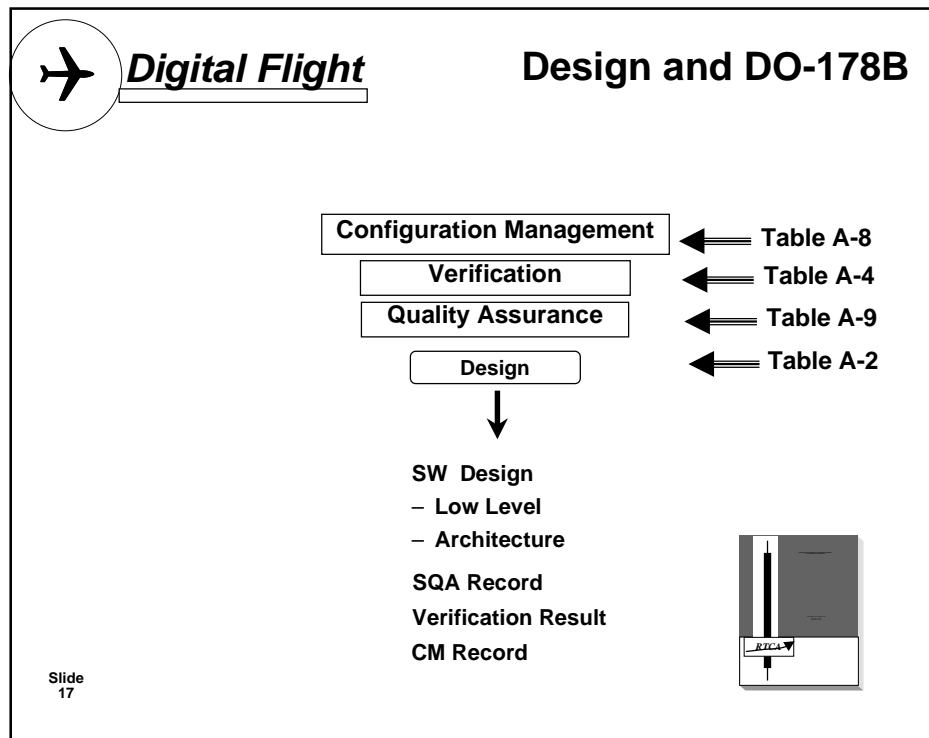 Digital Flight
Design and DO-178B
Configuration Management
Table A-8
Verification
Table A-4
Quality Assurance
Table A-9
Design
Table A-2
SW Design
– Low Level
– Architecture
SQA Record
Verification Result
CM Record
RTCA
Slide
17